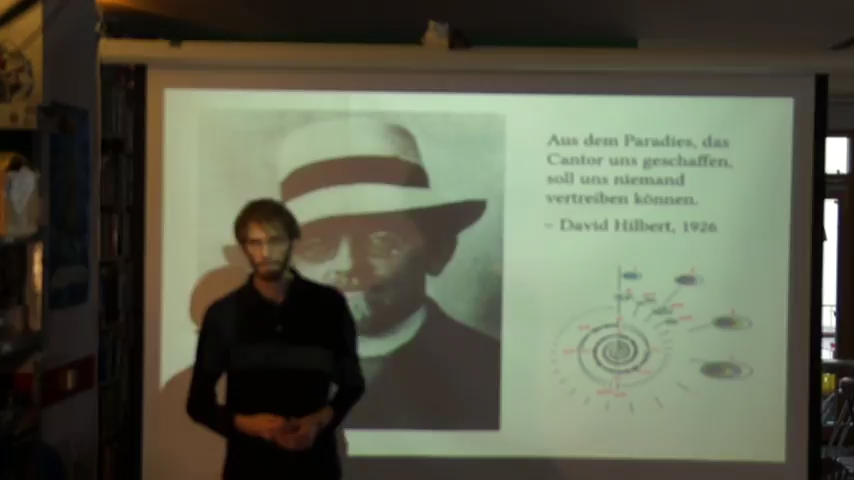 Aus dem Paradies, das
Cantor uns geschaffen,
soll uns niemand
vertreiben können.
– David Hilbert, 1926